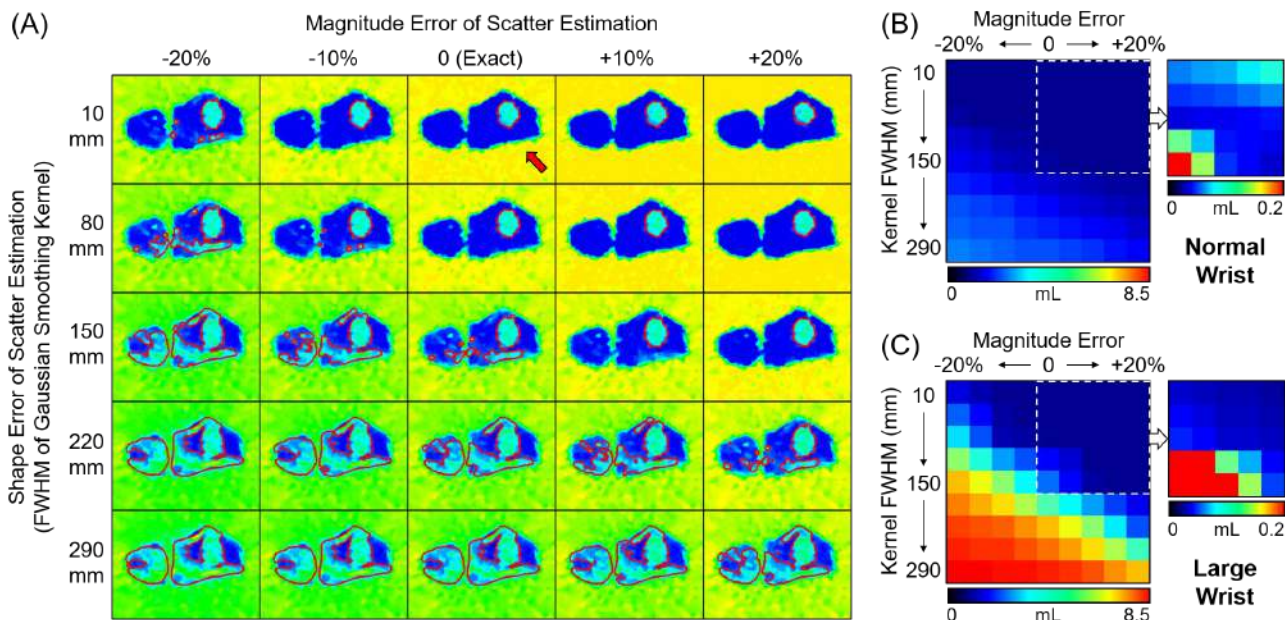 (A)
Magnitude Error of Scatter Estimation
-20%
-10%
0 (Exact)
+10%
+20%
Shape Error of Scatter Estimation
(FWHM of Gaussian Smoothing Kernel)
10
mm
80
mm
150
mm
220
mm
290
mm
(B)
Magnitude Error
-20% ← 0 → +20%
Kernel FWHM (mm)
10
150
290
0 mL 8.5
0 0.2
mL
Normal
Wrist
(C)
Magnitude Error
-20% ← 0 → +20%
Kernel FWHM (mm)
10
150
290
0 mL 8.5
0 mL 0.2
Large
Wrist